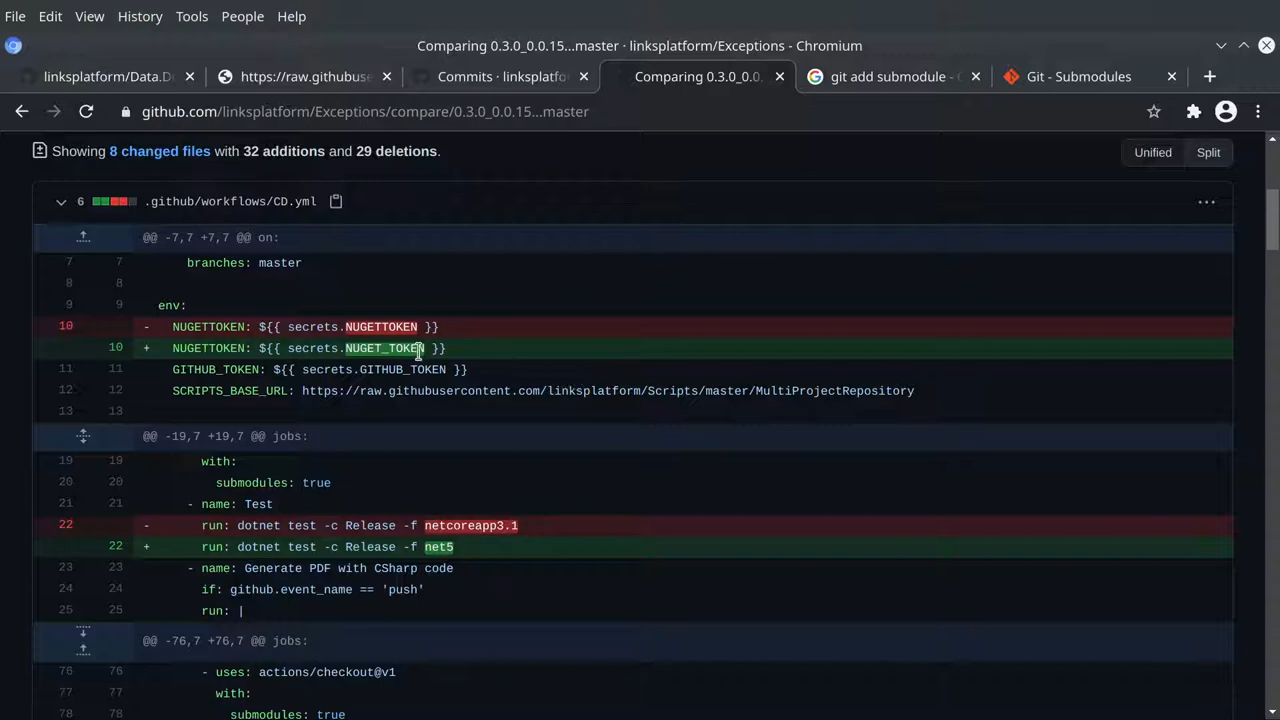 File Edit View History Tools People Help
Comparing 0.3.0_0.0.15...master · linksplatform/Exceptions - Chromium
linksplatform/Data.D
https://raw.githubuse
Commits · linksplatfo
Comparing 0.3.0_0.0.
git add submodule -
Git - Submodules
github.com/linksplatform/Exceptions/compare/0.3.0_0.0.15...master
Showing 8 changed files with 32 additions and 29 deletions.
Unified Split
6 .github/workflows/CD.yml
@@ -7,7 +7,7 @@ on:
7 7 branches: master
8 8
9 9 env:
10 - NUGETTOKEN: ${{ secrets.NUGETTOKEN }}
10 + NUGETTOKEN: ${{ secrets.NUGET_TOKEN }}
11 11 GITHUB_TOKEN: ${{ secrets.GITHUB_TOKEN }}
12 12 SCRIPTS_BASE_URL: https://raw.githubusercontent.com/linksplatform/Scripts/master/MultiProjectRepository
13 13
@@ -19,7 +19,7 @@ jobs:
19 19 with:
20 20 submodules: true
21 21 - name: Test
22 - run: dotnet test -c Release -f netcoreapp3.1
22 + run: dotnet test -c Release -f net5
23 23 - name: Generate PDF with CSharp code
24 24 if: github.event_name == 'push'
25 25 run: |
@@ -76,7 +76,7 @@ jobs:
76 76 - uses: actions/checkout@v1
77 77 with:
78 78 submodules: true